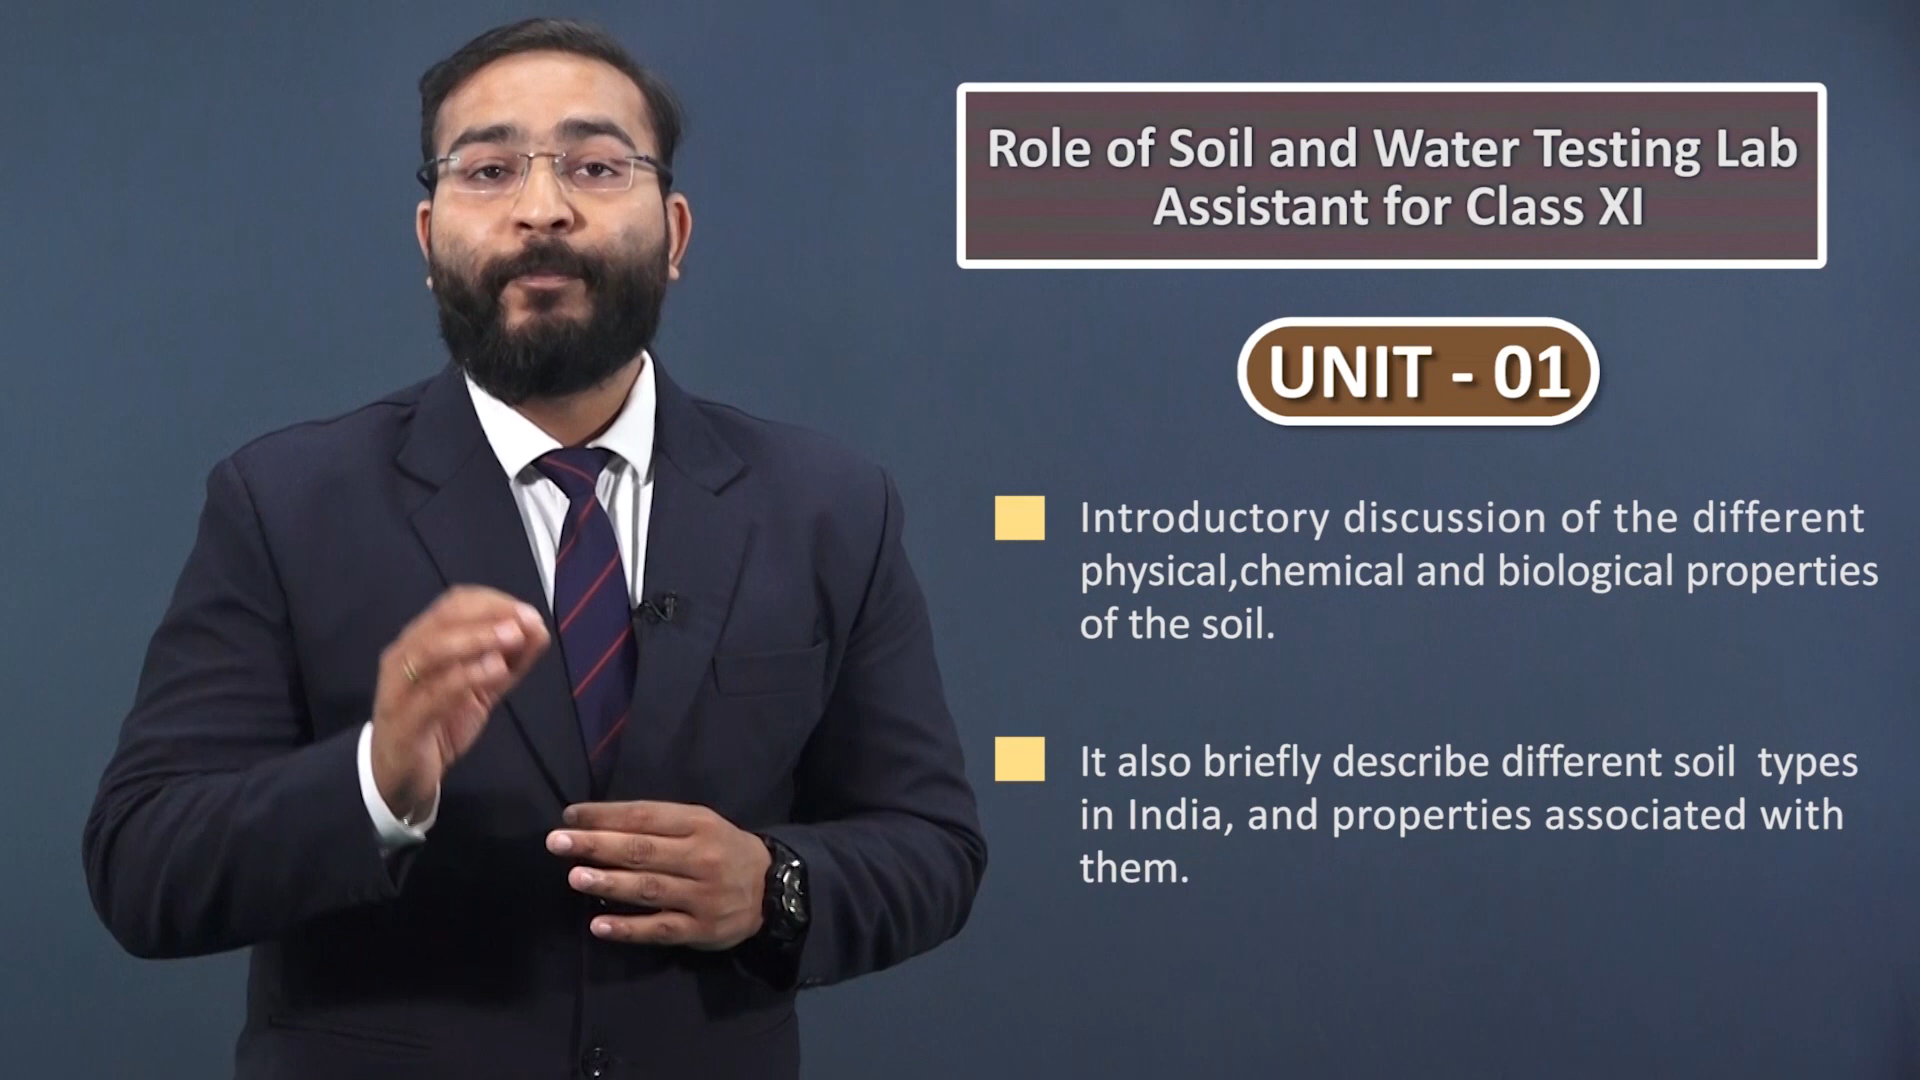 Role of Soil and Water Testing Lab
Assistant for Class XI
UNIT - 01
Introductory discussion of the different
physical,chemical and biological properties
of the soil.
It also briefly describe different soil  types
in India, and properties associated with
them.